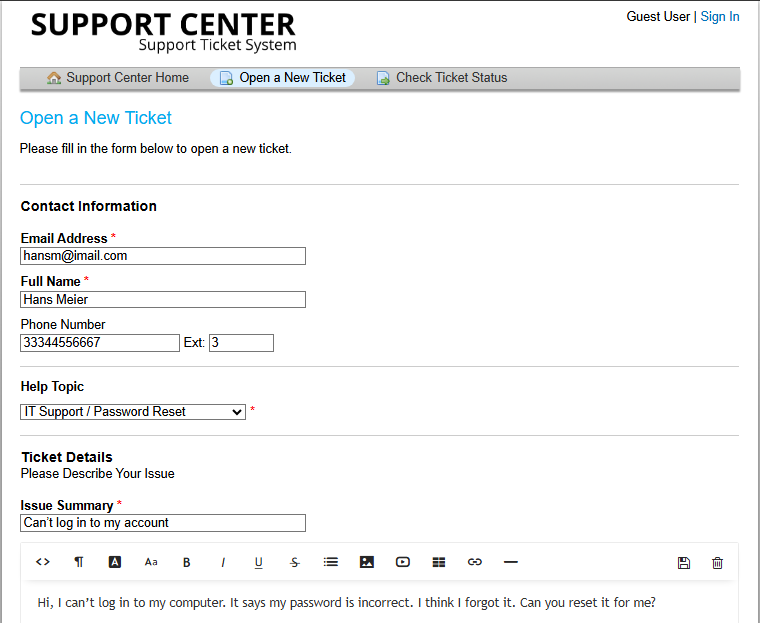 SUPPORT CENTER
Support Ticket System
Guest User | Sign In
Support Center Home Open a New Ticket Check Ticket Status
Open a New Ticket
Please fill in the form below to open a new ticket.
Contact Information
Email Address *
hansm@imail.com
Full Name *
Hans Meier
Phone Number
33344556667 Ext: 3
Help Topic
IT Support / Password Reset *
Ticket Details
Please Describe Your Issue
Issue Summary *
Can't log in to my account
<> ¶ A Aa B I U S
Hi, I can't log in to my computer. It says my password is incorrect. I think I forgot it. Can you reset it for me?